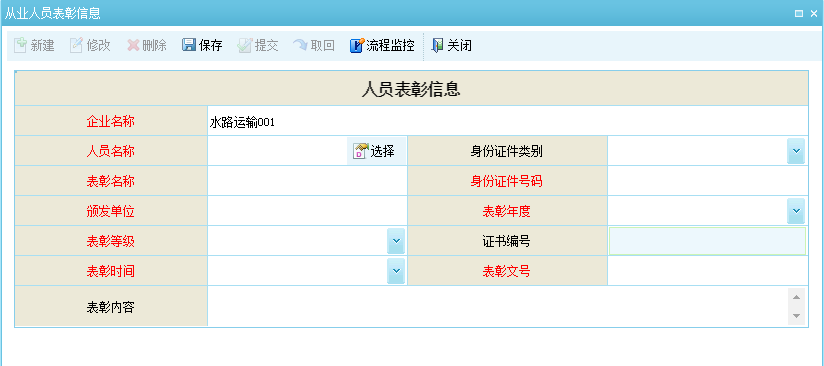 从业人员表彰信息
新建 修改 删除 保存 提交 取回 流程监控 关闭
人员表彰信息
企业名称 水路运输001
人员名称 选择 身份证件类别
表彰名称 身份证件号码
颁发单位 表彰年度
表彰等级 证书编号
表彰时间 表彰文号
表彰内容